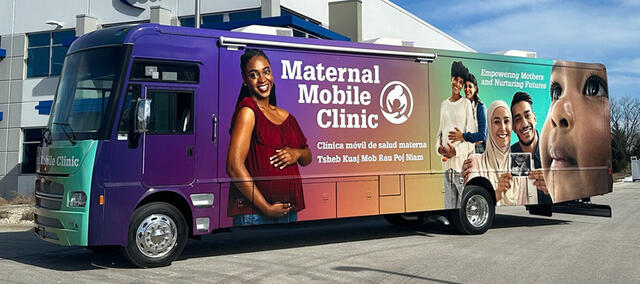 Maternal
Mobile
Clinic
Clínica móvil de salud materna
Tsheb Kuaj Mob Rau Poj Niam
Empowering Mothers
and Nurturing Futures
Mobile Clinic